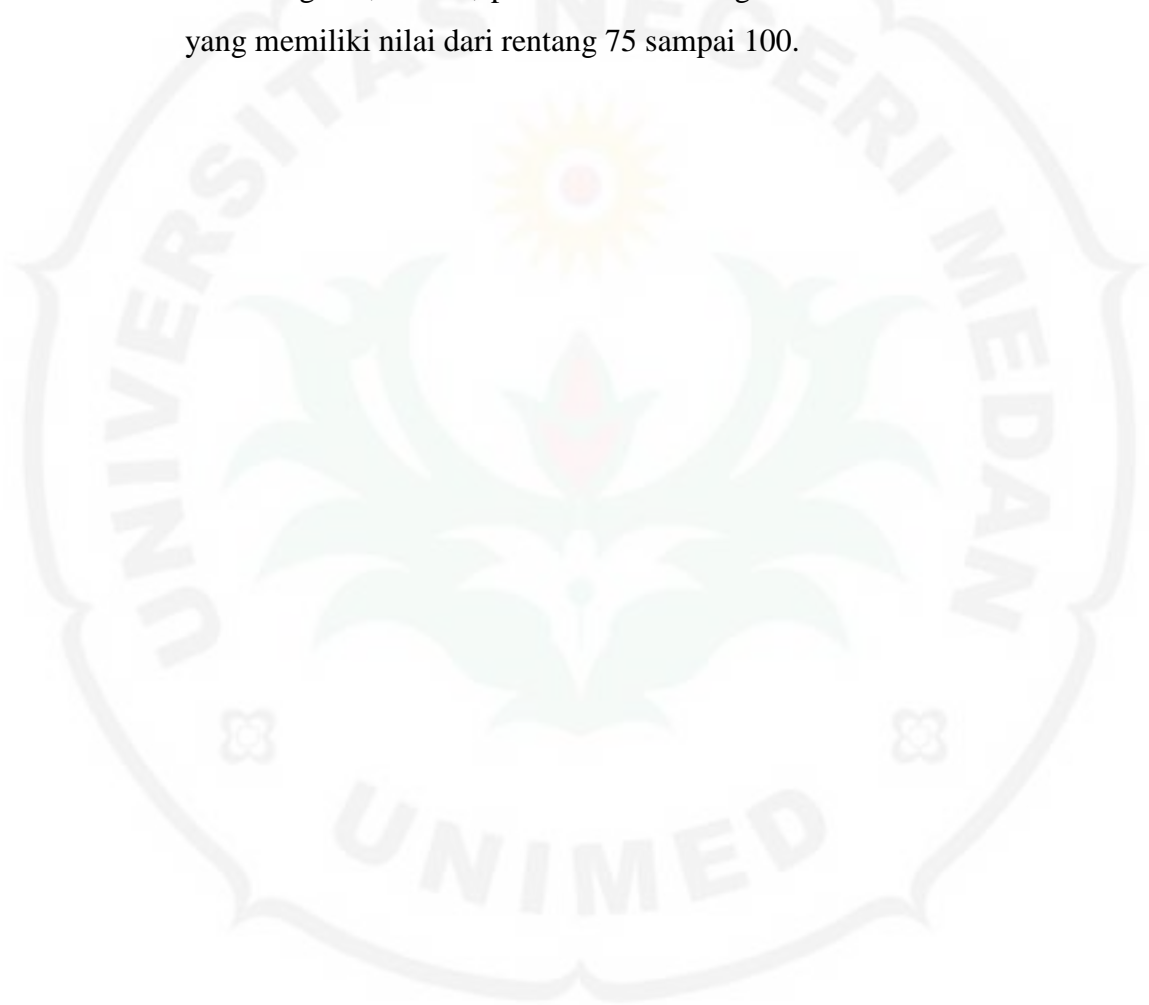 yang memiliki nilai dari rentang 75 sampai 100.
UNIVERSITAS NEGERI MEDAN
UNIMED